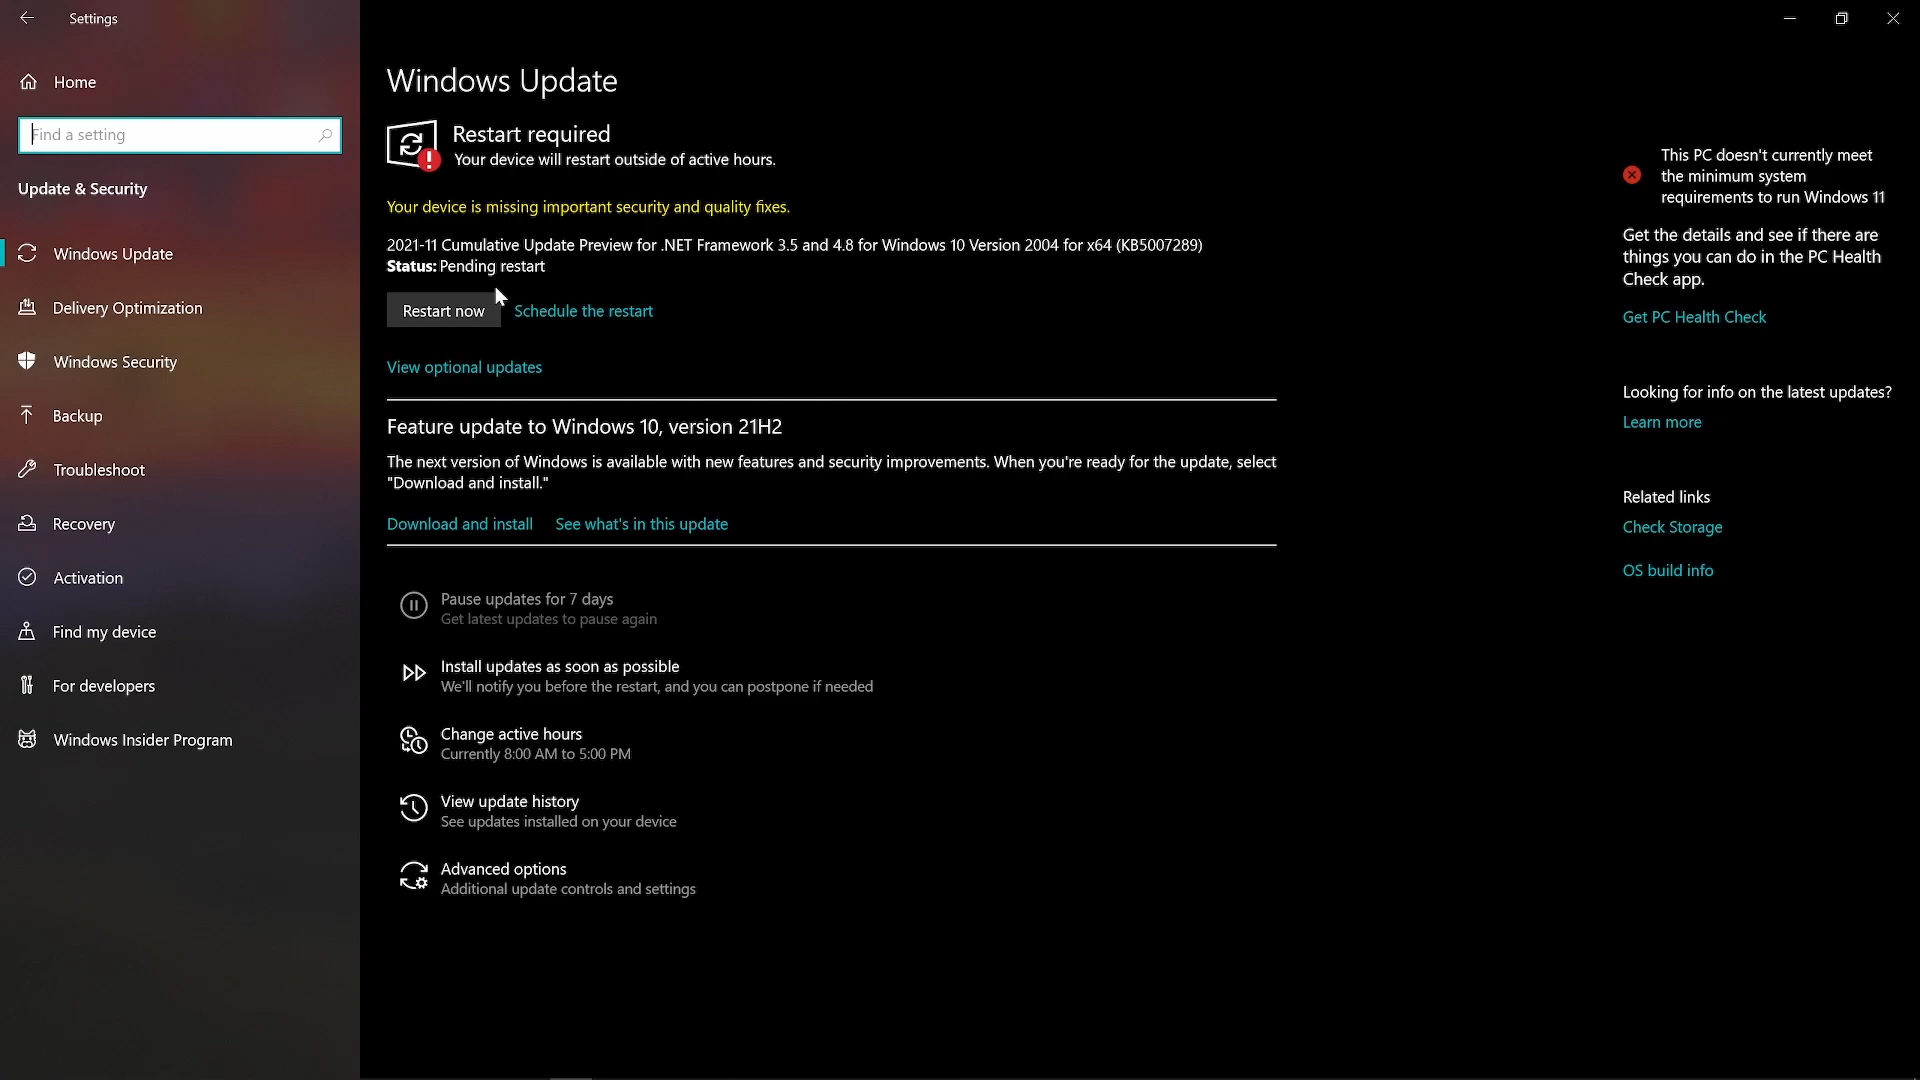 Settings
Home
Find a setting
Update & Security
Windows Update
Delivery Optimization
Windows Security
Backup
Troubleshoot
Recovery
Activation
Find my device
For developers
Windows Insider Program
Windows Update
Restart required
Your device will restart outside of active hours.
Your device is missing important security and quality fixes.
2021-11 Cumulative Update Preview for .NET Framework 3.5 and 4.8 for Windows 10 Version 2004 for x64 (KB5007289)
Status: Pending restart
Restart now Schedule the restart
View optional updates
Feature update to Windows 10, version 21H2
The next version of Windows is available with new features and security improvements. When you're ready for the update, select
"Download and install."
Download and install See what's in this update
Pause updates for 7 days
Get latest updates to pause again
Install updates as soon as possible
We'll notify you before the restart, and you can postpone if needed
Change active hours
Currently 8:00 AM to 5:00 PM
View update history
See updates installed on your device
Advanced options
Additional update controls and settings
This PC doesn't currently meet
the minimum system
requirements to run Windows 11
Get the details and see if there are
things you can do in the PC Health
Check app.
Get PC Health Check
Looking for info on the latest updates?
Learn more
Related links
Check Storage
OS build info